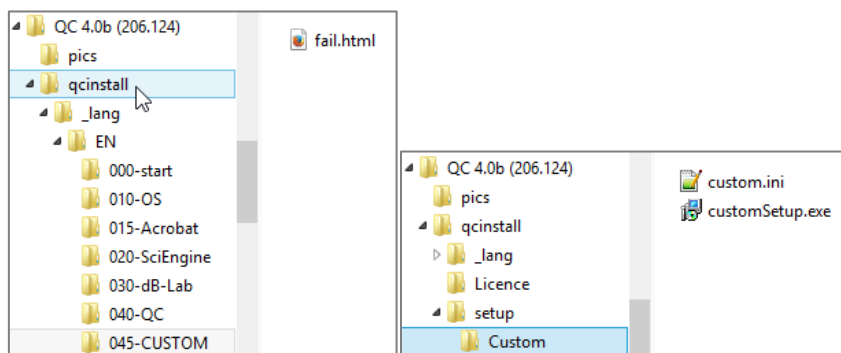 QC 4.0b (206.124)
pics
qcinstall
_lang
EN
000-start
010-OS
015-Acrobat
020-SciEngine
030-dB-Lab
040-QC
045-CUSTOM
fail.html
QC 4.0b (206.124)
pics
qcinstall
_lang
Licence
setup
Custom
custom.ini
customSetup.exe